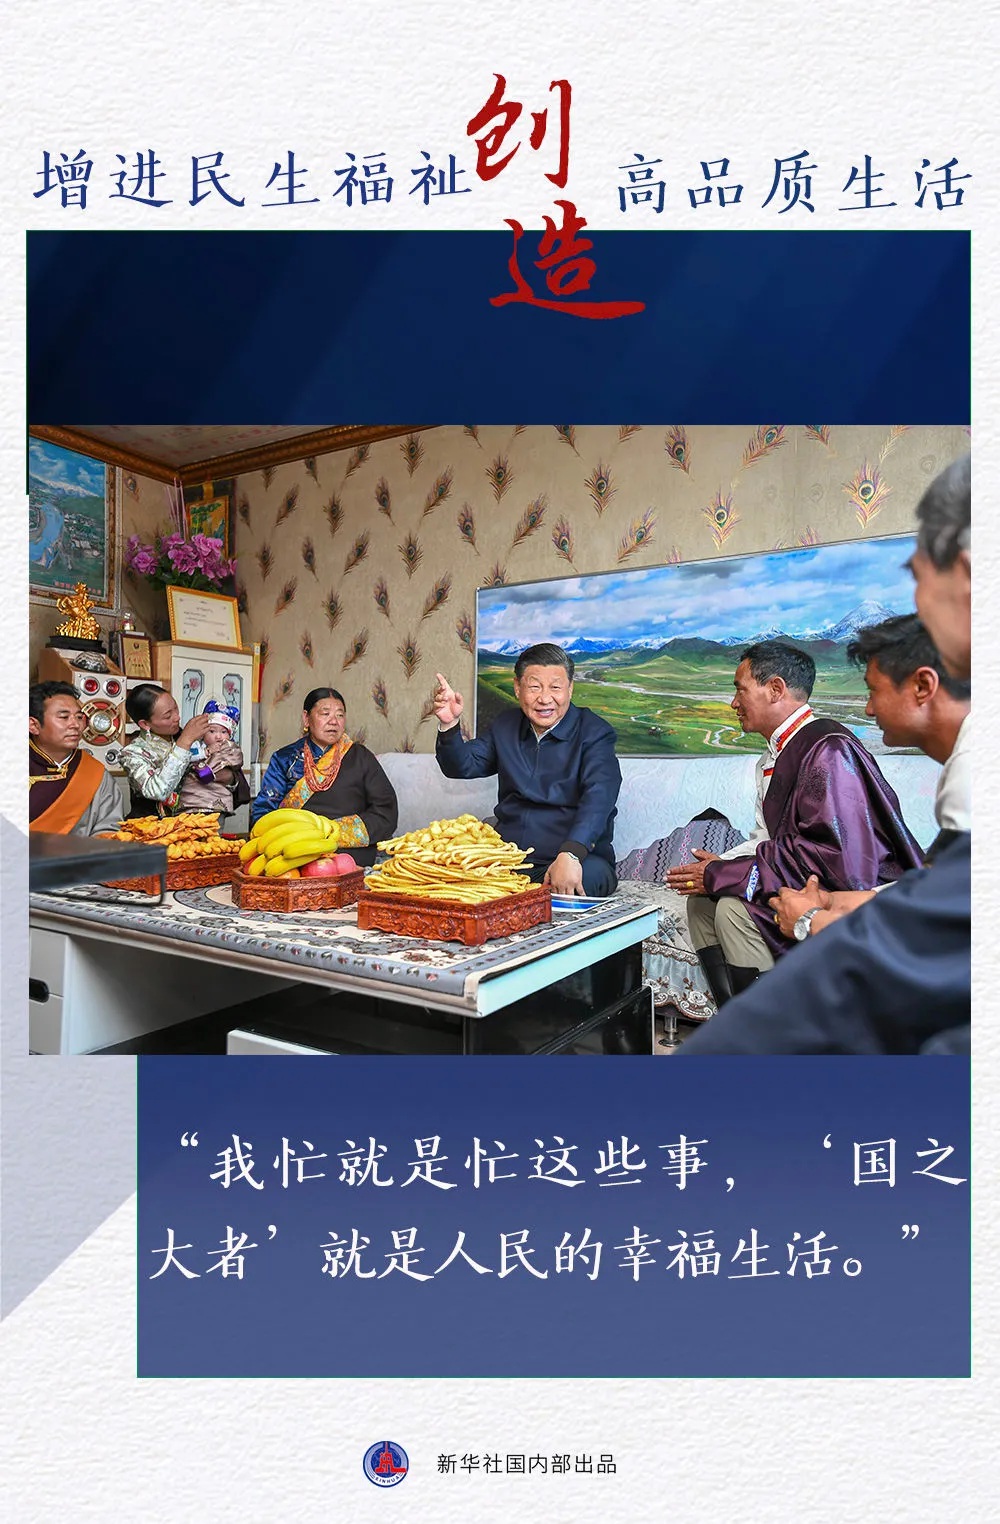 增进民生福祉创造高品质生活
“我忙就是忙这些事，‘国之
大者’就是人民的幸福生活。”
XINHUA
新华社国内部出品